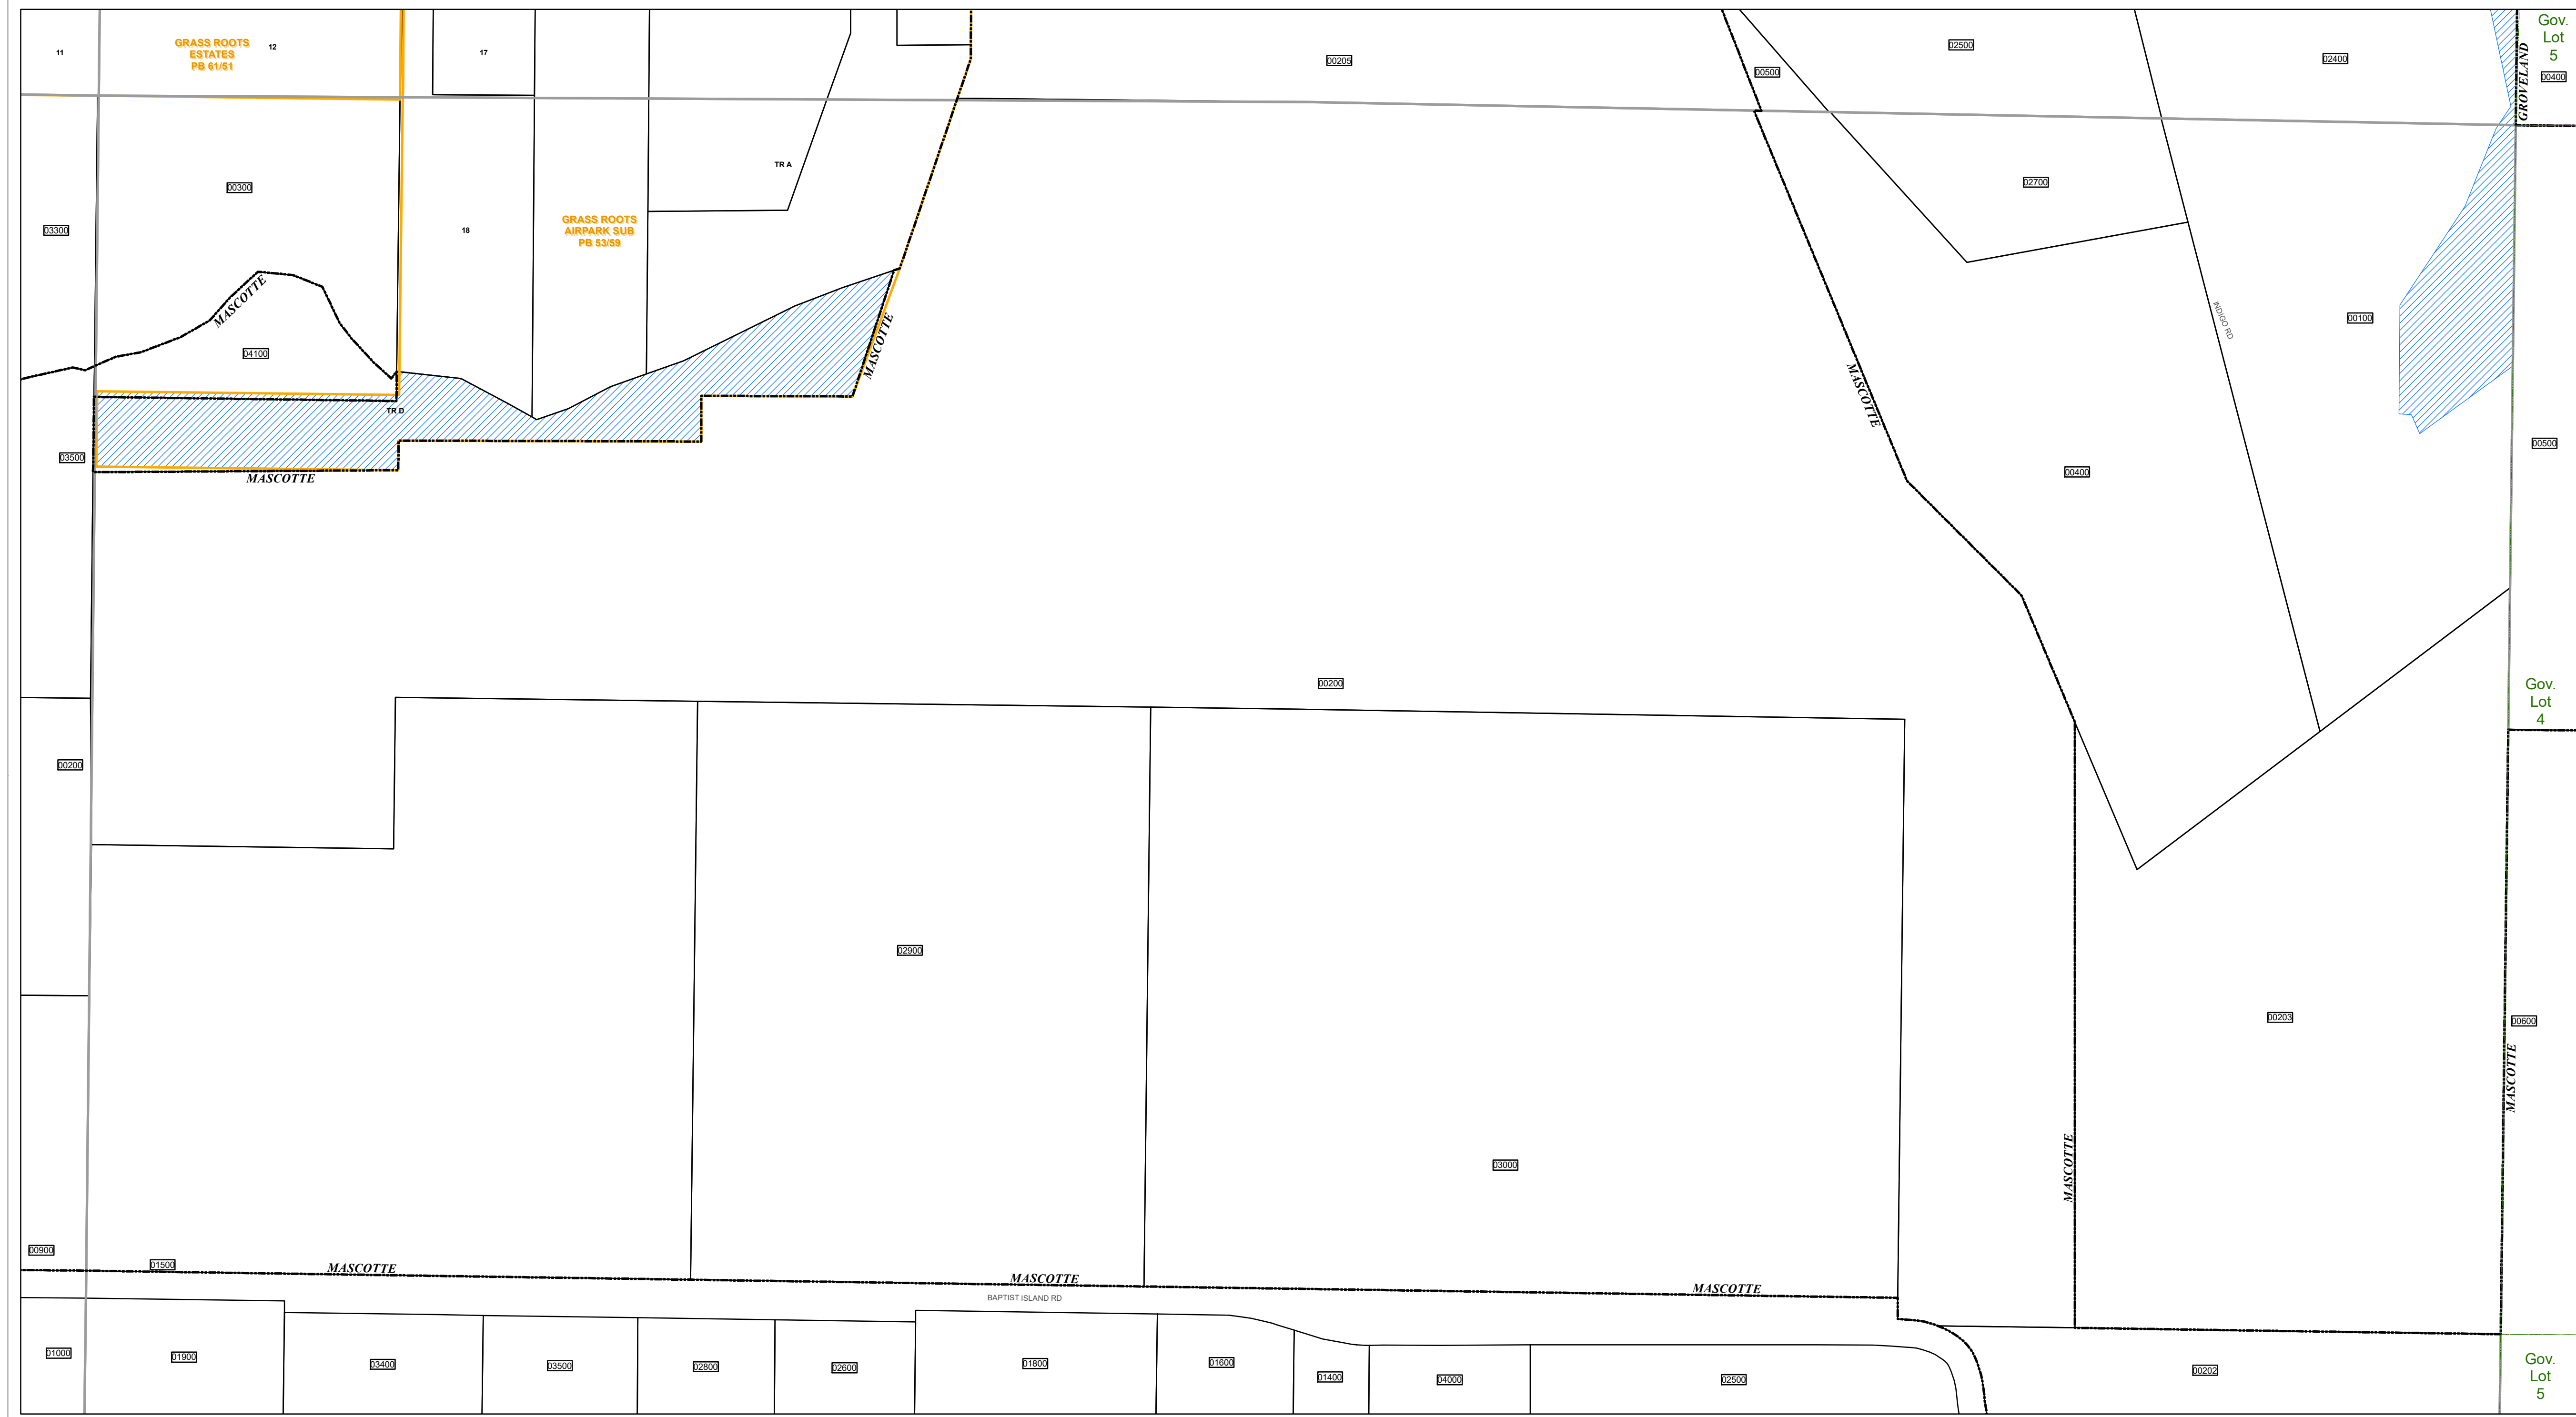 11
GRASS ROOTS
ESTATES
PB 61/51
12
17
00205
00500
02500
02400
GROVELAND
Gov.
Lot
5
00400
TR A
00300
03300
18
GRASS ROOTS
AIRPARK SUB
PB 53/59
02700
MASCOTTE
04100
MASCOTTE
INDIGO RD
00100
TR D
MASCOTTE
03500
MASCOTTE
00400
00500
00200
Gov.
Lot
4
00200
02900
00203
00600
MASCOTTE
03000
MASCOTTE
00900
01500
MASCOTTE
MASCOTTE
MASCOTTE
BAPTIST ISLAND RD
01000
01900
03400
03500
02800
02600
01800
01600
01400
04000
02500
00202
Gov.
Lot
5